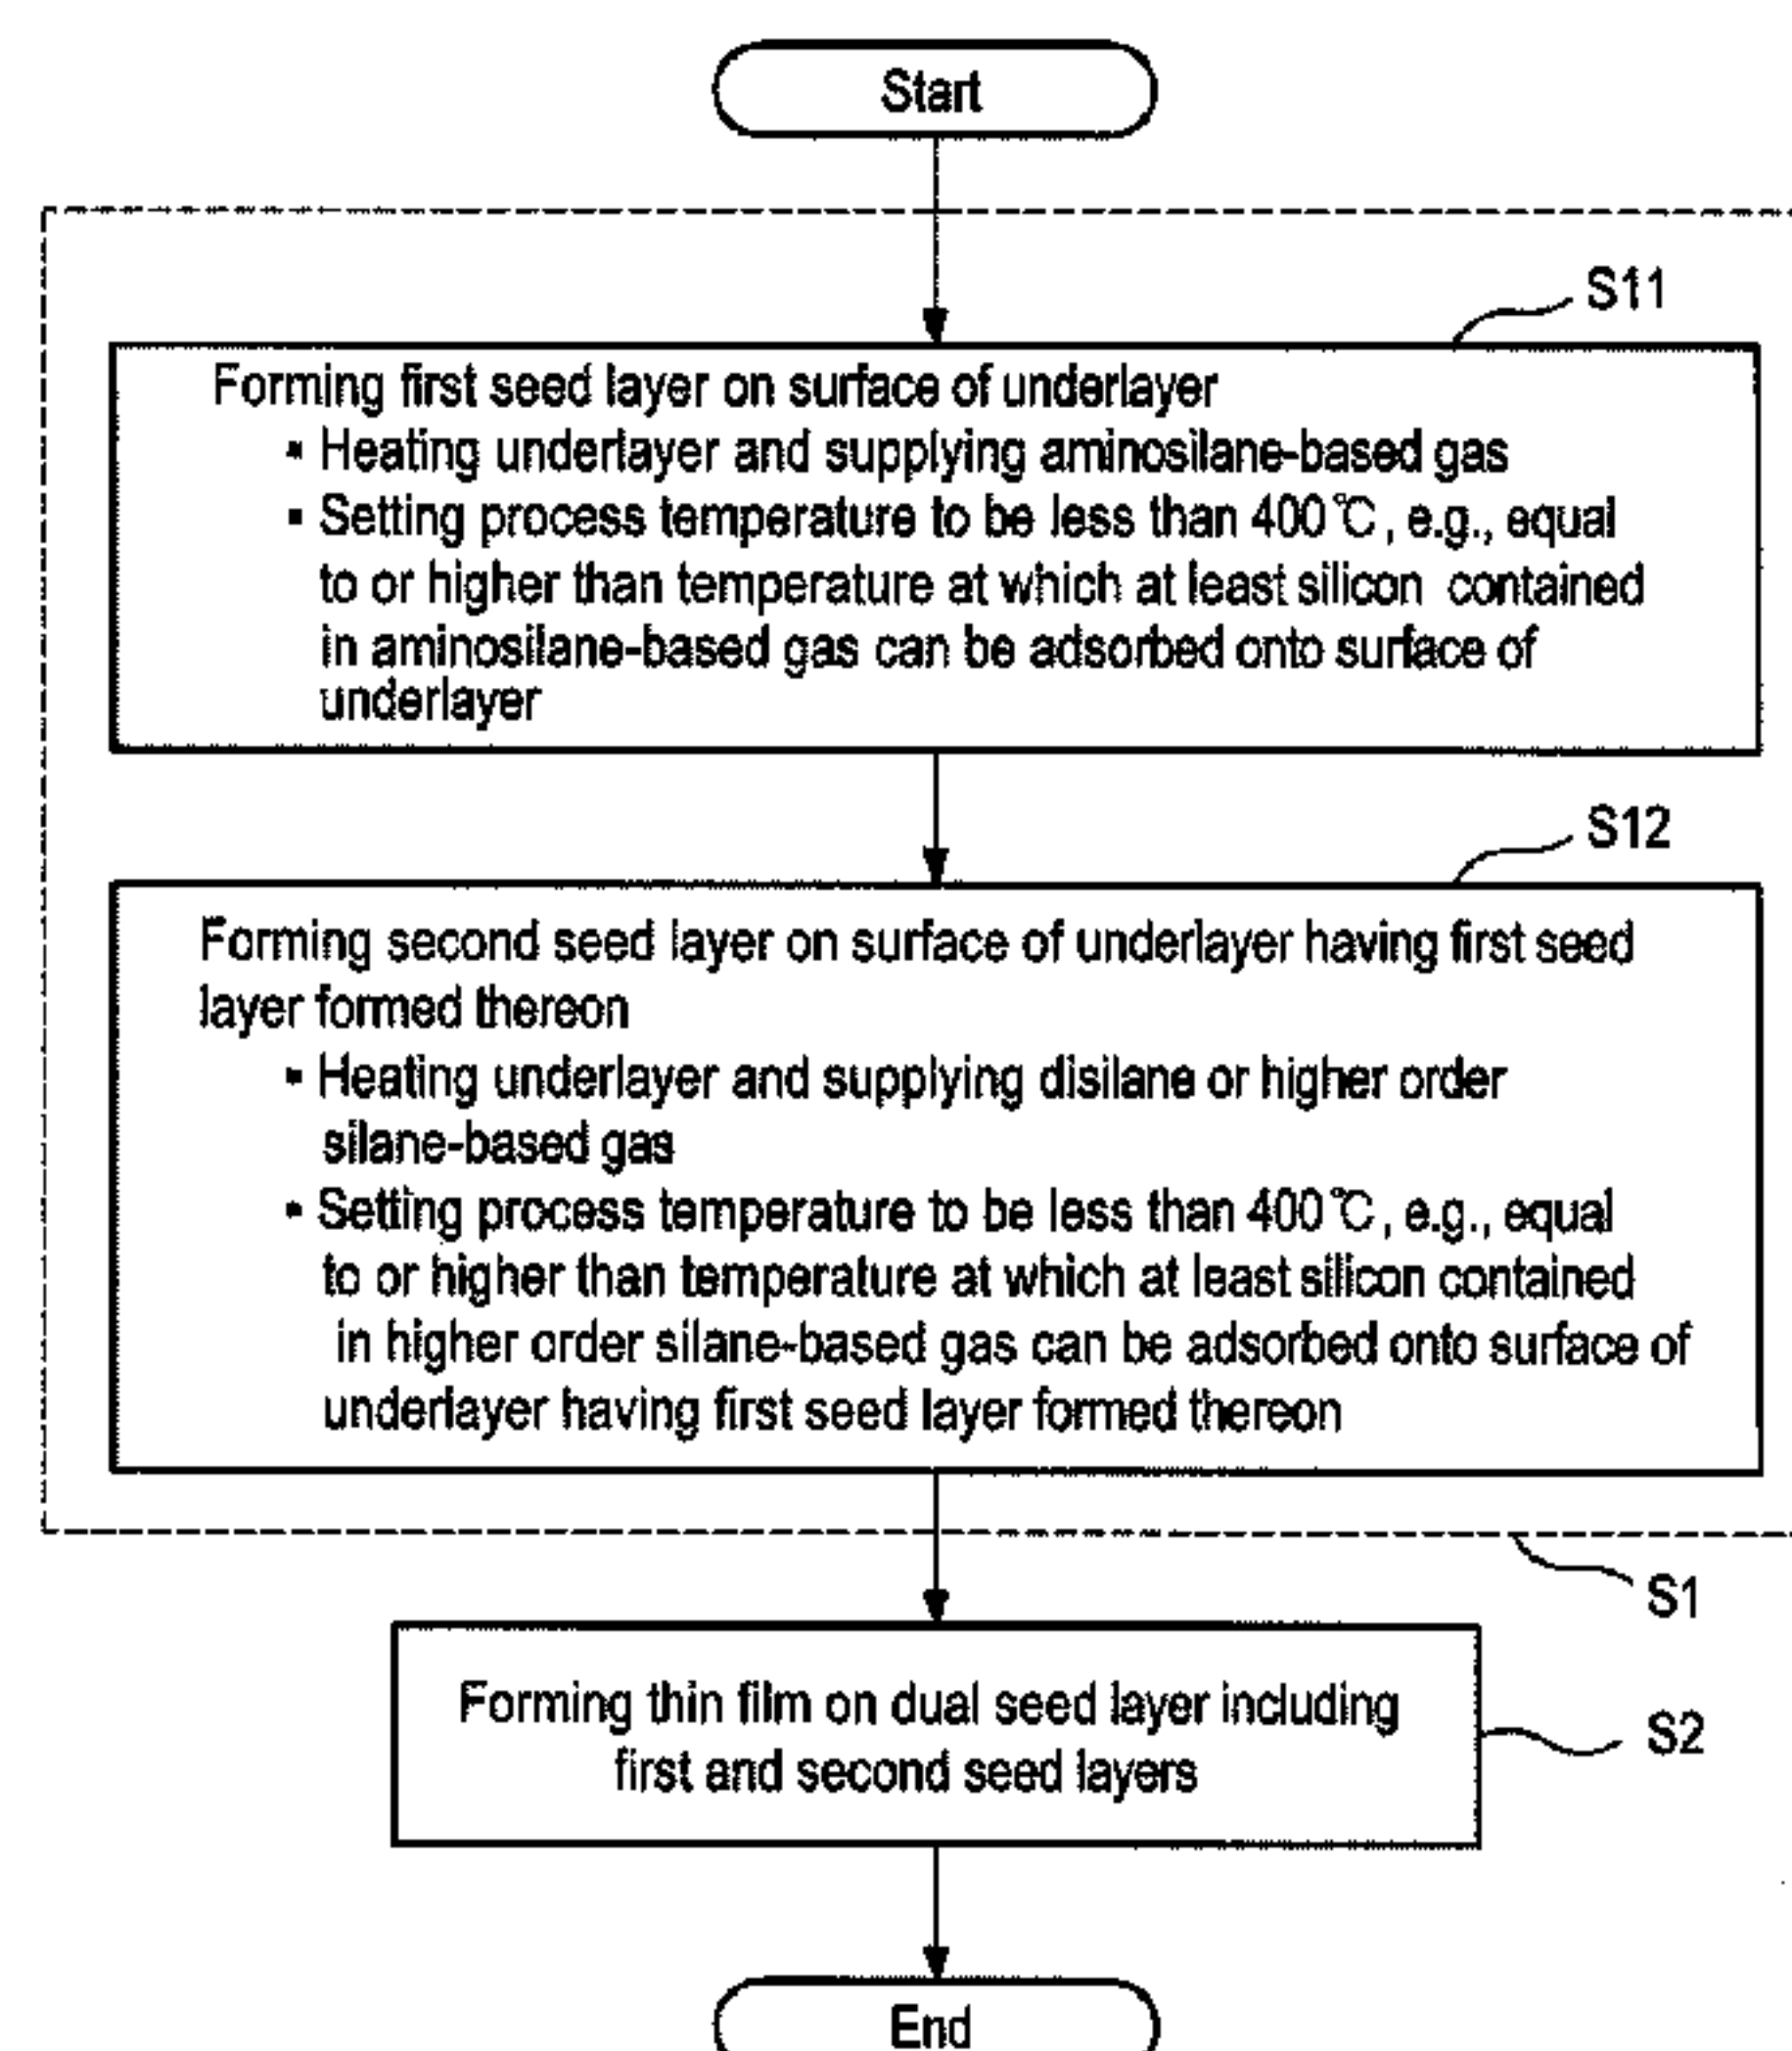 Start
S11
Forming first seed layer on surface of underlayer
▪ Heating underlayer and supplying aminosilane-based gas
▪ Setting process temperature to be less than 400℃, e.g., equal
to or higher than temperature at which at least silicon contained
in aminosilane-based gas can be adsorbed onto surface of
underlayer
S12
Forming second seed layer on surface of underlayer having first seed
layer formed thereon
▪ Heating underlayer and supplying disilane or higher order
silane-based gas
▪ Setting process temperature to be less than 400℃, e.g., equal
to or higher than temperature at which at least silicon contained
in higher order silane-based gas can be adsorbed onto surface of
underlayer having first seed layer formed thereon
S1
Forming thin film on dual seed layer including
first and second seed layers
S2
End